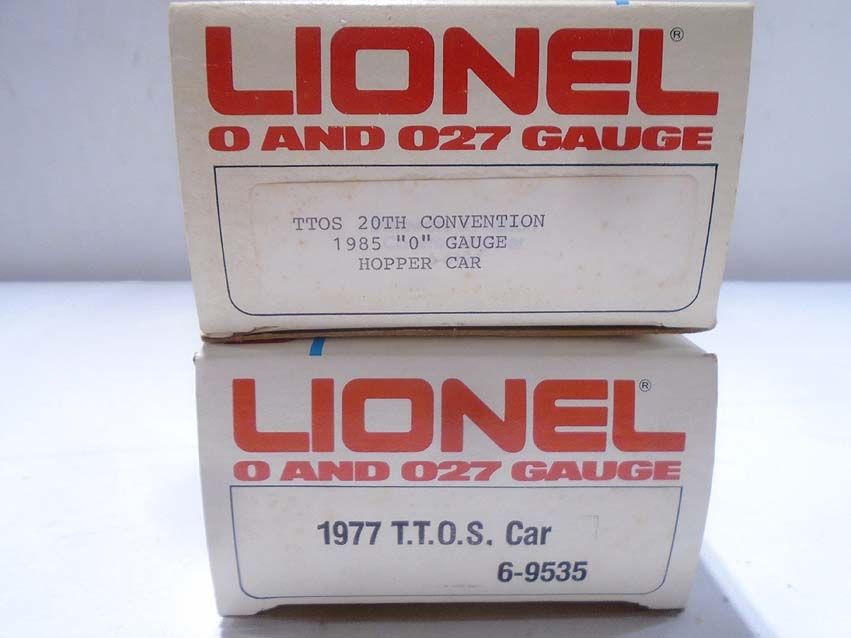 LIONEL®
O AND O27 GAUGE
TTOS 20TH CONVENTION
1985 "O" GAUGE
HOPPER CAR
LIONEL®
O AND O27 GAUGE
1977 T.T.O.S. Car
6-9535